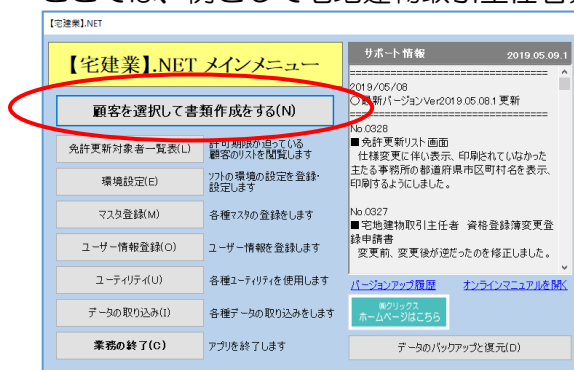 【宅建業】.NET
【宅建業】.NET メインメニュー
顧客を選択して書類作成をする(N)
免許更新対象者一覧表(L)
許可期限が迫っている
顧客のリストを閲覧します
環境設定(E)
ソフトの環境の設定を登録・
設定します
マスタ登録(M)
各種マスタの登録をします
ユーザー情報登録(O)
ユーザー情報を登録します
ユーティリティ(U)
各種ユーティリティを使用します
データの取り込み(I)
各種データの取り込みをします
業務の終了(C)
アプリを終了します
サポート情報
2019.05.09.1
==============================
2019/05/08
○最新バージョンVer2019.05.08.1 更新
==============================
No.0328
■免許更新リスト画面
仕様変更に伴い表示、印刷されていなかった
主たる事務所の都道府県市区町村名を表示、
印刷するようにしました。
No.0327
■宅地建物取引主任者 資格登録簿変更登
録申請書
変更前、変更後が逆だったのを修正しました。
バージョンアップ履歴
オンラインマニュアルを開く
㈱クリックス
ホームページはこちら
データのバックアップと復元(D)